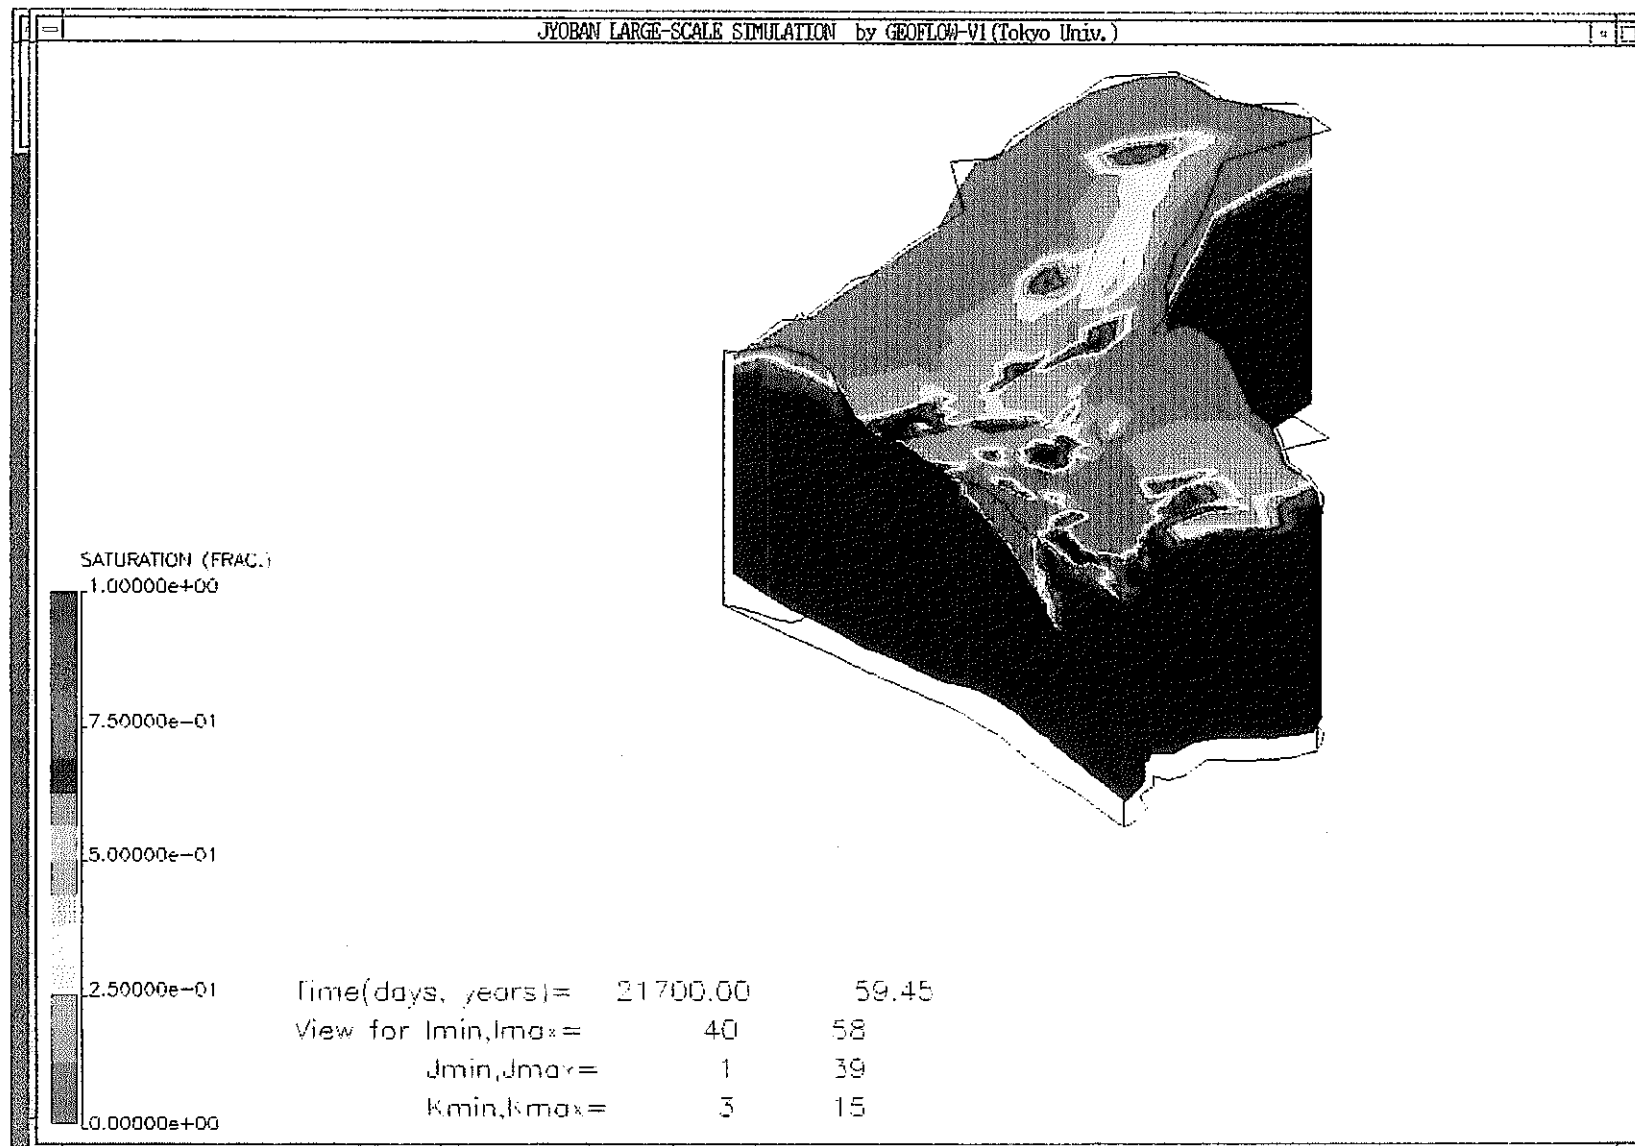 JYOBAN LARGE-SCALE SIMULATION by GEOFLOW-V1(Tokyo Univ.)
SATURATION (FRAC.)
1.00000e+00
7.50000e-01
5.00000e-01
2.50000e-01
0.00000e+00
Time(days, years)= 21700.00 59.45
View for Imin,Imax= 40 58
Jmin,Jmax= 1 39
Kmin,Kmax= 3 15